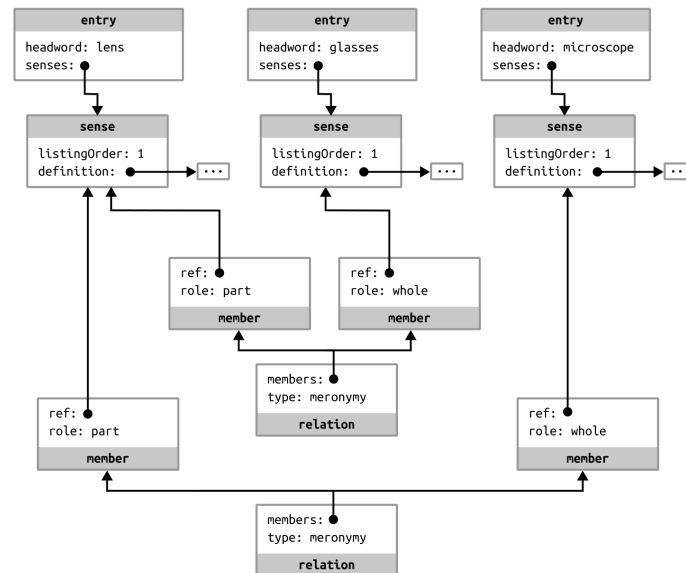 entry
headword: lens
senses:
entry
headword: glasses
senses:
entry
headword: microscope
senses:
sense
listingOrder: 1
definition:
...
sense
listingOrder: 1
definition:
...
sense
listingOrder: 1
definition:
...
ref:
role: part
member
ref:
role: whole
member
members:
type: meronymy
relation
ref:
role: part
member
ref:
role: whole
member
members:
type: meronymy
relation